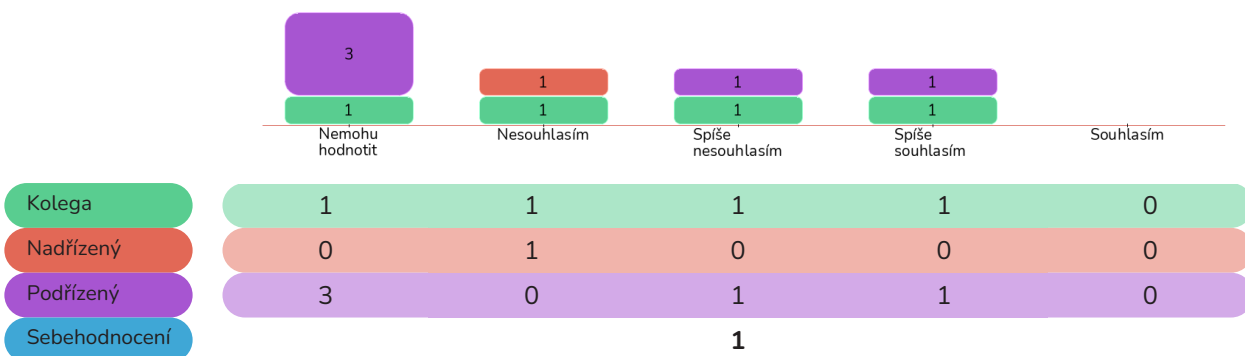 3
1
1 1 1
1 1 1
Nemohu
hodnotit
Nesouhlasím
Spíše
nesouhlasím
Spíše
souhlasím
Souhlasím
Kolega 1 1 1 1 0
Nadřízený 0 1 0 0 0
Podřízený 3 0 1 1 0
Sebehodnocení 1